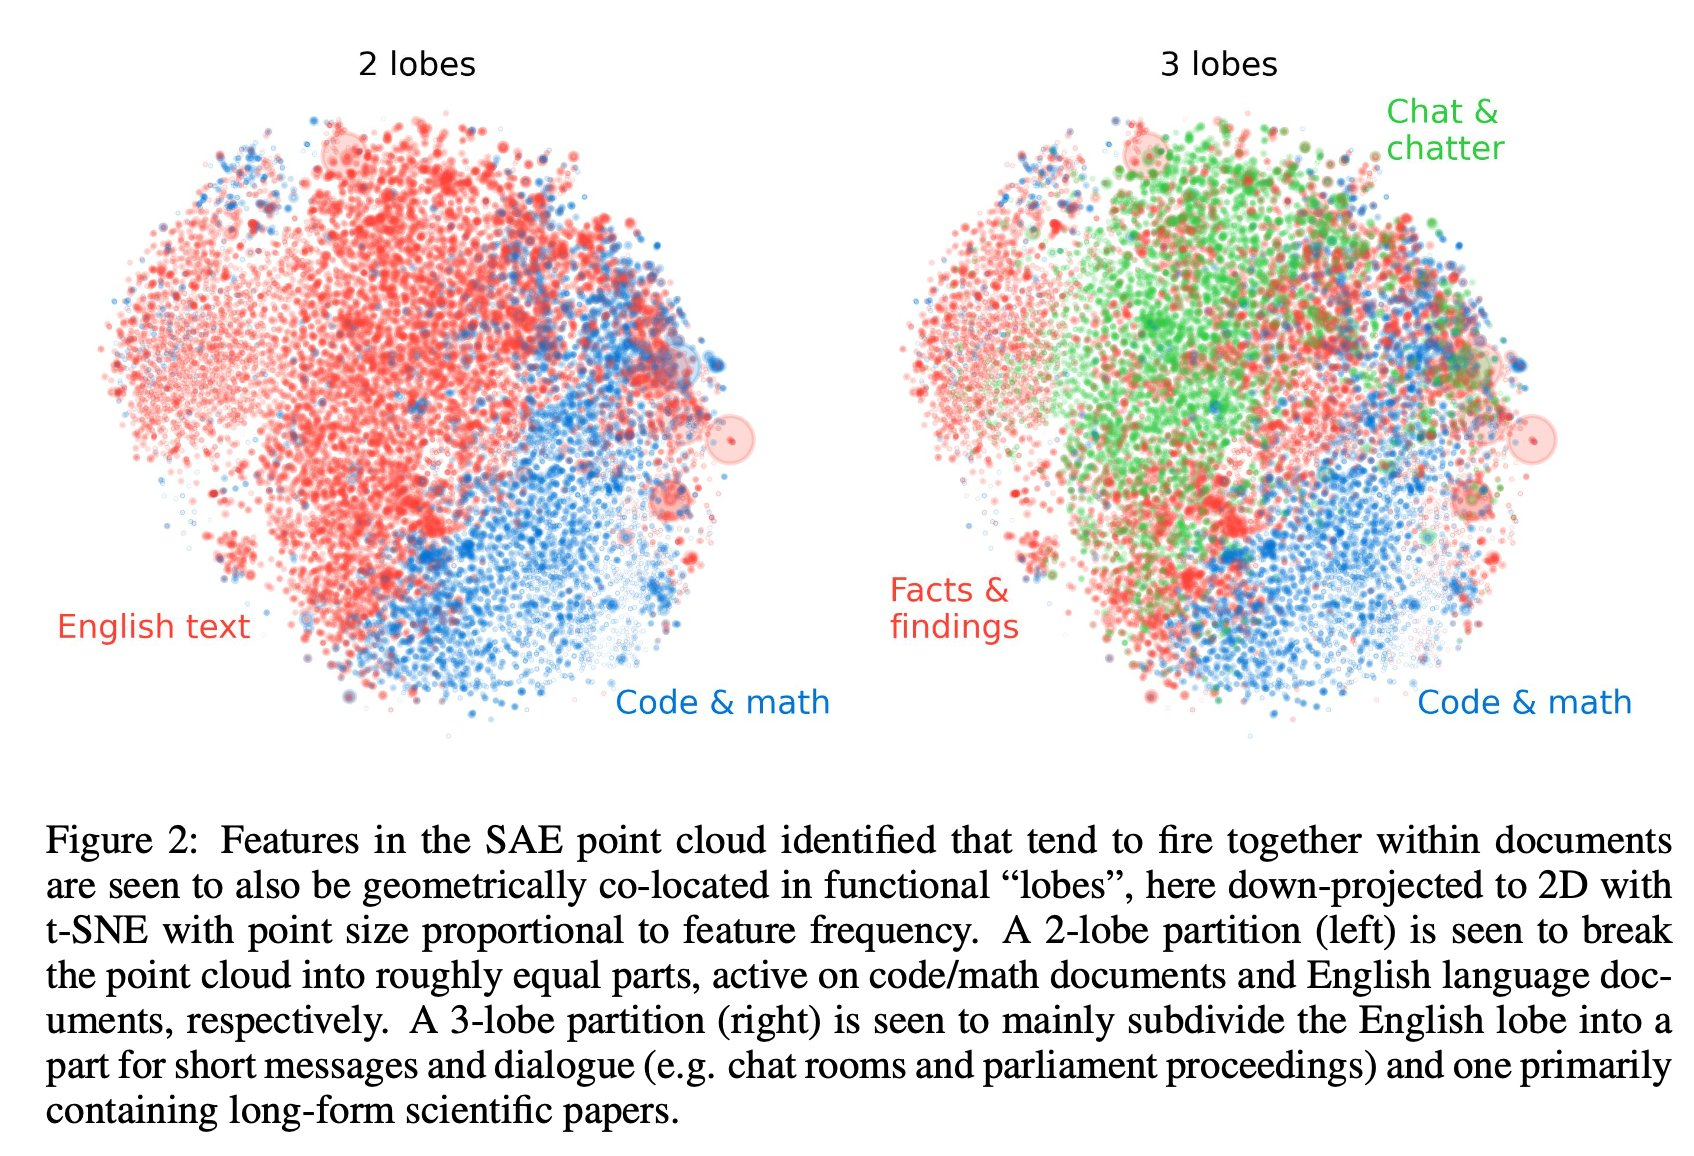 2 lobes
3 lobes
Chat &
chatter
Facts &
findings
English text
Code & math
Code & math
Figure 2: Features in the SAE point cloud identified that tend to fire together within documents
are seen to also be geometrically co-located in functional “lobes”, here down-projected to 2D with
t-SNE with point size proportional to feature frequency. A 2-lobe partition (left) is seen to break
the point cloud into roughly equal parts, active on code/math documents and English language doc-
uments, respectively. A 3-lobe partition (right) is seen to mainly subdivide the English lobe into a
part for short messages and dialogue (e.g. chat rooms and parliament proceedings) and one primarily
containing long-form scientific papers.